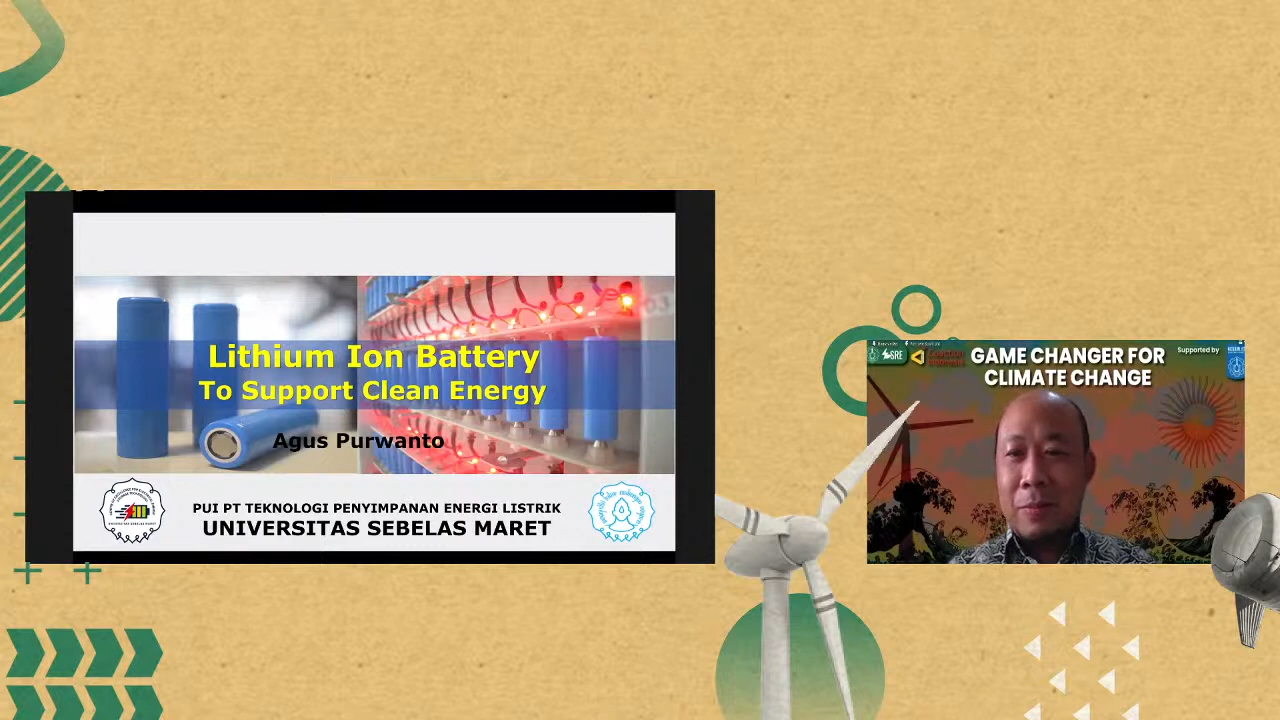 Lithium Ion Battery
To Support Clean Energy
Agus Purwanto
PUI PT TEKNOLOGI PENYIMPANAN ENERGI LISTRIK
UNIVERSITAS SEBELAS MARET
SRE
GAME CHANGER FOR
CLIMATE CHANGE
Supported by